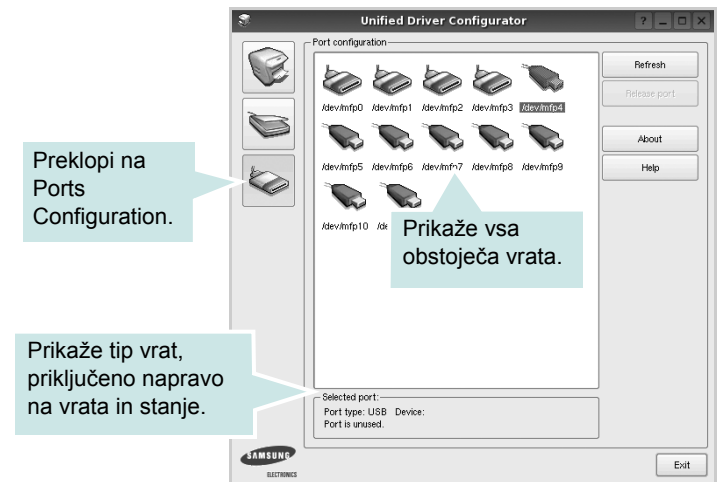 Unified Driver Configurator
Port configuration
/dev/mfp0 /dev/mfp1 /dev/mfp2 /dev/mfp3 /dev/mfp4
/dev/mfp5 /dev/mfp6 /dev/mfp7 /dev/mfp8 /dev/mfp9
/dev/mfp10
Refresh
Release port
About
Help
Preklopi na
Ports
Configuration.
Prikaže vsa
obstoječa vrata.
Prikaže tip vrat,
priključeno napravo
na vrata in stanje.
Selected port:
Port type: USB Device:
Port is unused.
SAMSUNG
ELECTRONICS
Exit